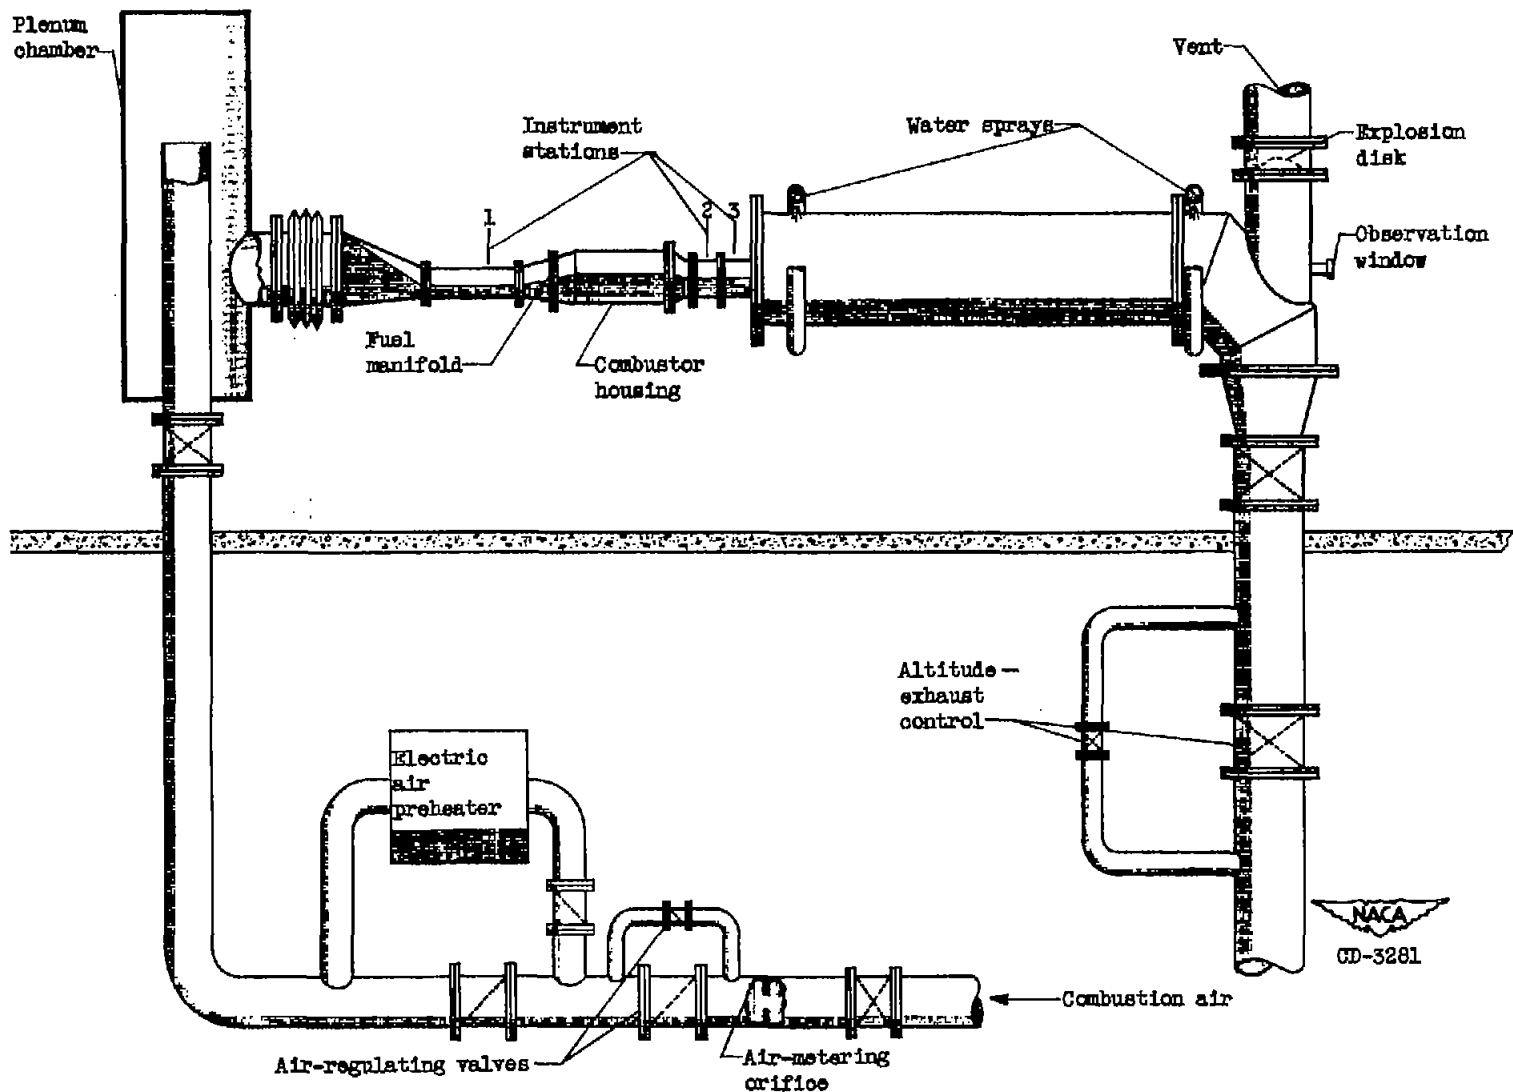 Plenum
chamber
Vent
Instrument
stations
Water sprays
Explosion
disk
1
2
3
Observation
window
Fuel
manifold
Combustor
housing
Altitude —
exhaust
control
Electric
air
preheater
NACA
CD-3281
Combustion air
Air-regulating valves
Air-metering
orifice